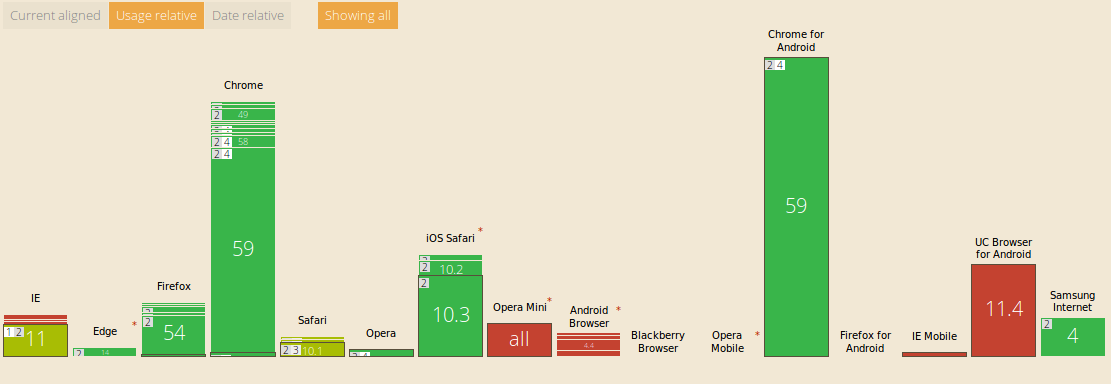 Current aligned
Usage relative
Date relative
Showing all
IE
1 2
11
Edge *
2
14
Firefox
2
54
Chrome
2
49
58
2 4
2 4
59
Safari
2 3
10.1
Opera
2 4
iOS Safari *
2
10.2
2
10.3
Opera Mini *
all
Android
Browser *
4.4
Blackberry
Browser
Opera
Mobile *
Chrome for
Android
2 4
59
Firefox for
Android
IE Mobile
UC Browser
for Android
11.4
Samsung
Internet
2
4